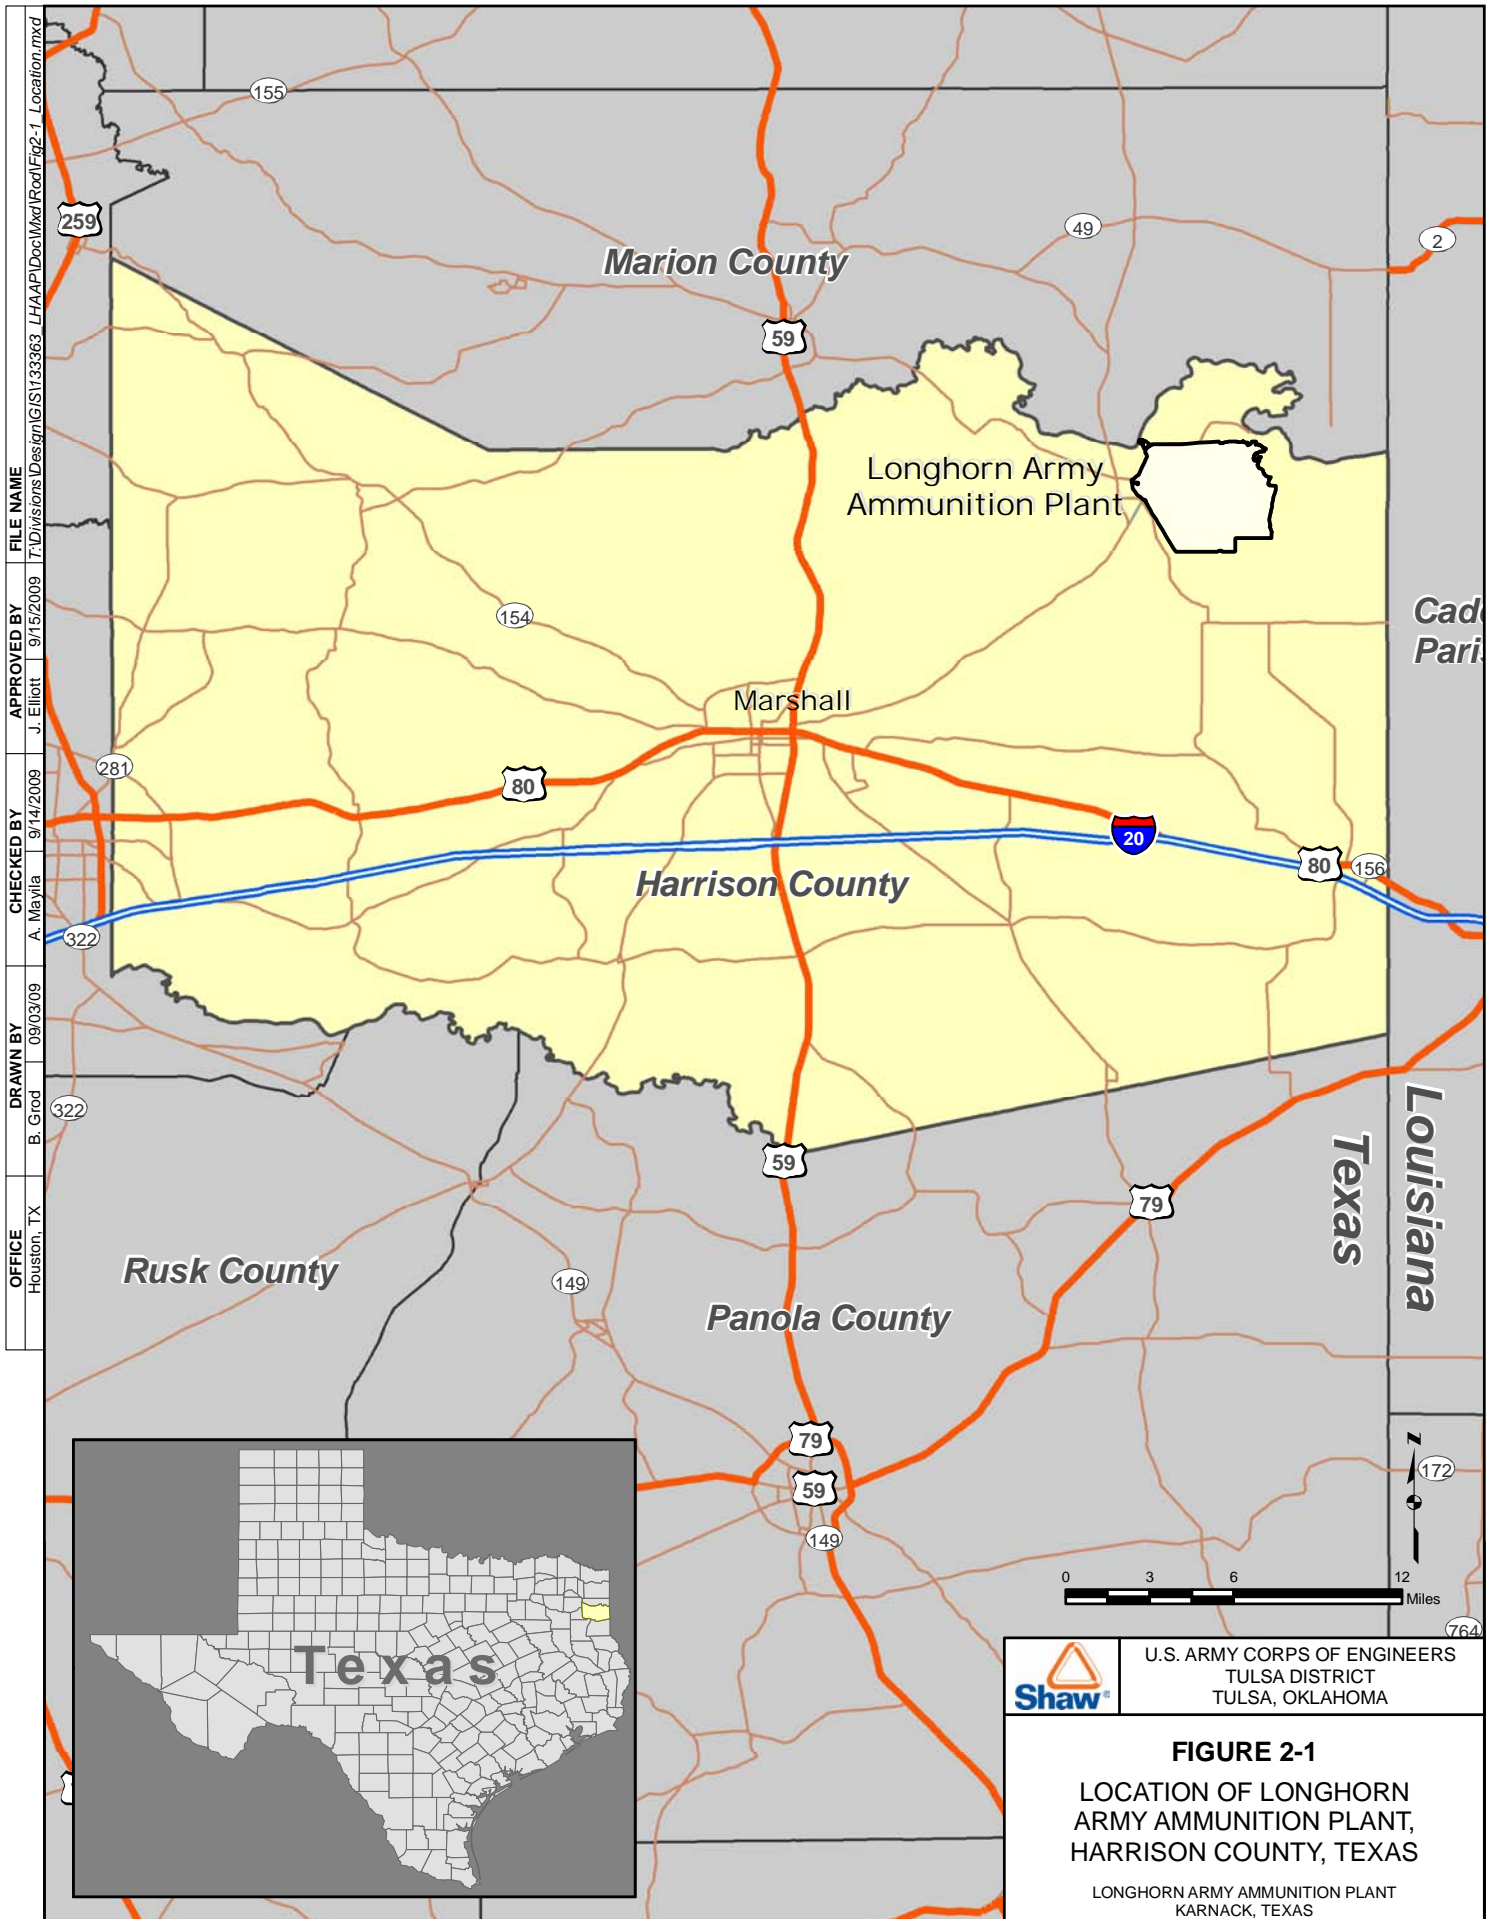 FILE NAME
T:\Divisions\Design\GIS\133363_LHAAP\Doc\Mxd\Rod\Fig2-1_Location.mxd
APPROVED BY
J. Elliott 9/15/2009
CHECKED BY
A. Mayila 9/14/2009
DRAWN BY
B. Grod 09/03/09
OFFICE
Houston, TX
155
259
49
2
Marion County
59
Longhorn Army
Ammunition Plant
154
Cad
Paris
Marshall
281
80
20
80
156
Harrison County
322
322
59
79
Texas
Louisiana
Rusk County
149
Panola County
79
59
149
172
N
0 3 6 12
Miles
764
Texas
Shaw®
U.S. ARMY CORPS OF ENGINEERS
TULSA DISTRICT
TULSA, OKLAHOMA
FIGURE 2-1
LOCATION OF LONGHORN
ARMY AMMUNITION PLANT,
HARRISON COUNTY, TEXAS
LONGHORN ARMY AMMUNITION PLANT
KARNACK, TEXAS